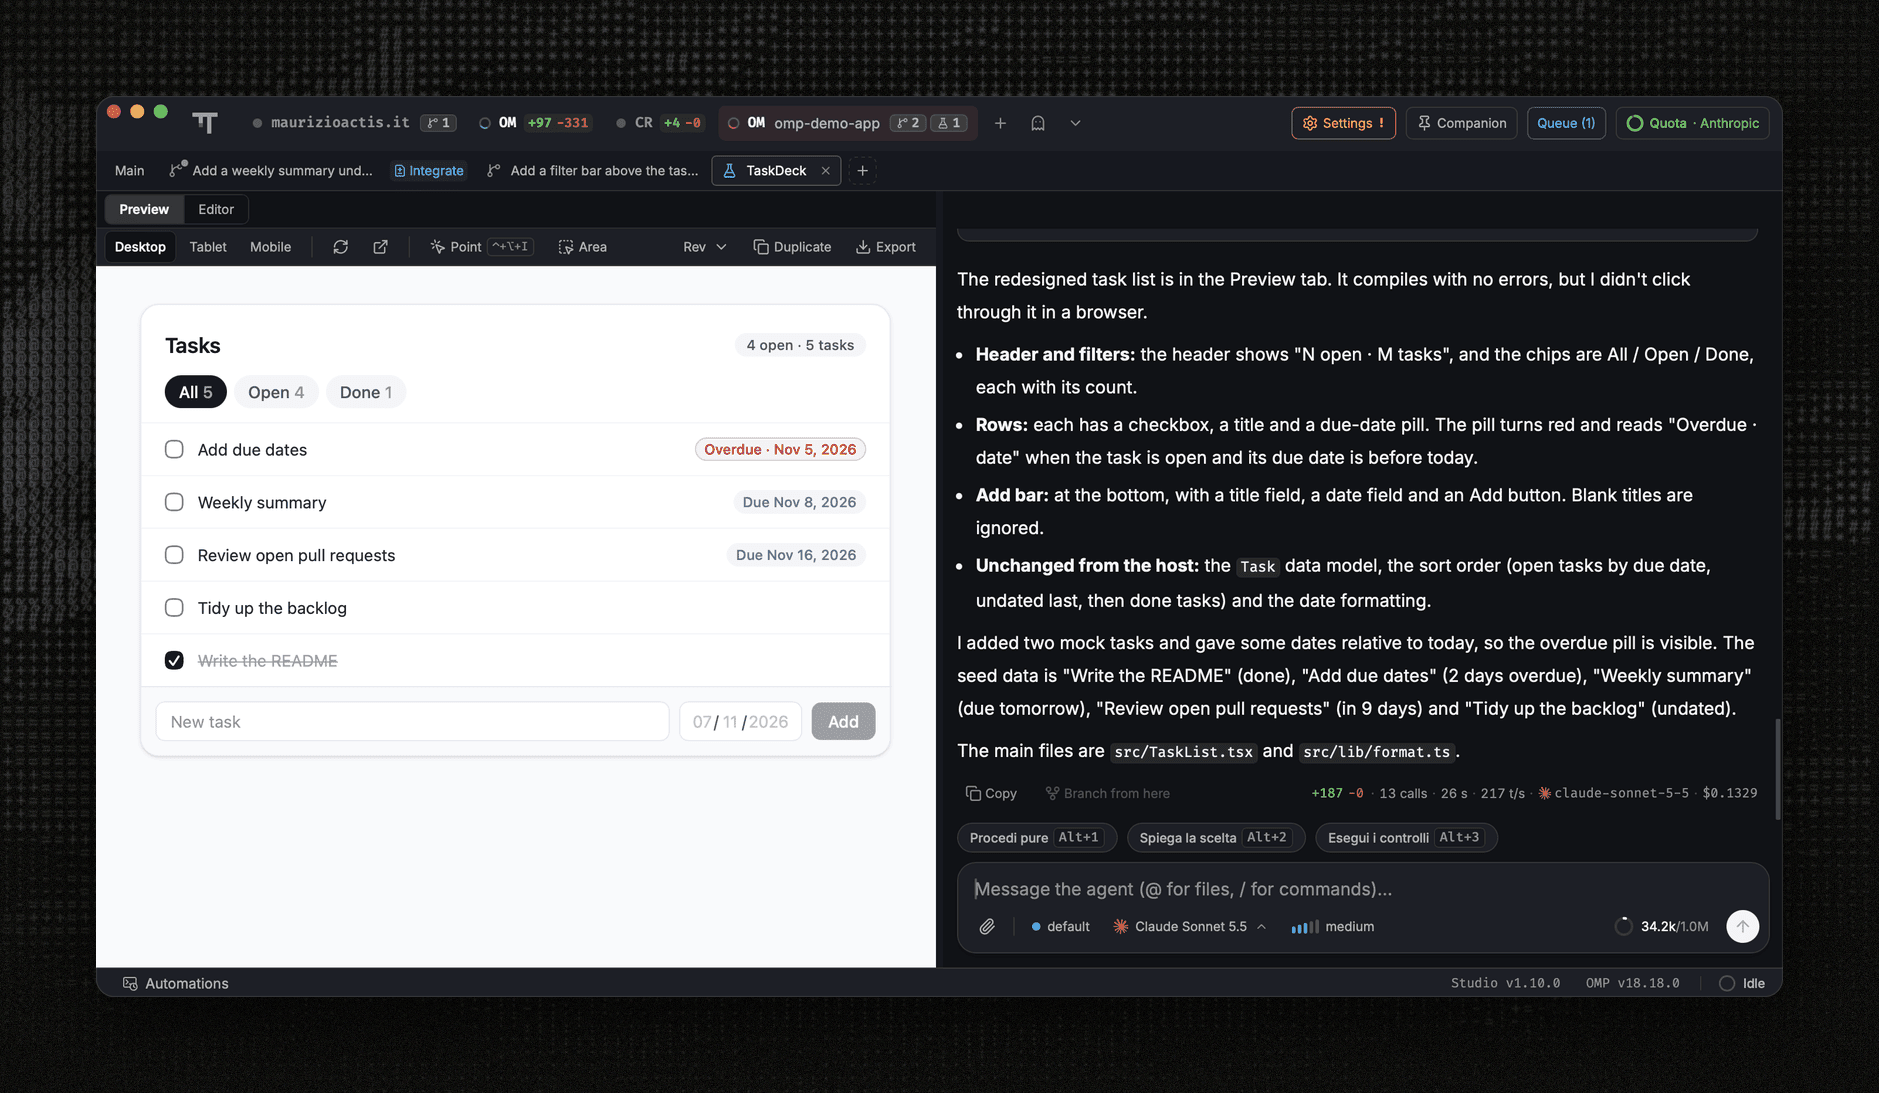 maurizioactis.it 1 OM +97 -331 CR +4 -0 OM omp-demo-app 2 1 Settings ! Companion Queue (1) Quota · Anthropic
Main Add a weekly summary und... Integrate Add a filter bar above the tas... TaskDeck
Preview Editor
Desktop Tablet Mobile Point ^+⌥+I Area Rev Duplicate Export
Tasks
4 open · 5 tasks
All 5 Open 4 Done 1
Add due dates Overdue · Nov 5, 2026
Weekly summary Due Nov 8, 2026
Review open pull requests Due Nov 16, 2026
Tidy up the backlog
Write the README
New task 07/ 11 /2026 Add
The redesigned task list is in the Preview tab. It compiles with no errors, but I didn't click
through it in a browser.
Header and filters: the header shows "N open · M tasks", and the chips are All / Open / Done,
each with its count.
Rows: each has a checkbox, a title and a due-date pill. The pill turns red and reads "Overdue ·
date" when the task is open and its due date is before today.
Add bar: at the bottom, with a title field, a date field and an Add button. Blank titles are
ignored.
Unchanged from the host: the Task data model, the sort order (open tasks by due date,
undated last, then done tasks) and the date formatting.
I added two mock tasks and gave some dates relative to today, so the overdue pill is visible. The
seed data is "Write the README" (done), "Add due dates" (2 days overdue), "Weekly summary"
(due tomorrow), "Review open pull requests" (in 9 days) and "Tidy up the backlog" (undated).
The main files are src/TaskList.tsx and src/lib/format.ts.
Copy Branch from here +187 -0 · 13 calls · 26 s · 217 t/s · claude-sonnet-5-5 · $0.1329
Procedi pure Alt+1 Spiega la scelta Alt+2 Esegui i controlli Alt+3
Message the agent (@ for files, / for commands)...
default Claude Sonnet 5.5 medium 34.2k/1.0M
Automations Studio v1.10.0 OMP v18.18.0 Idle